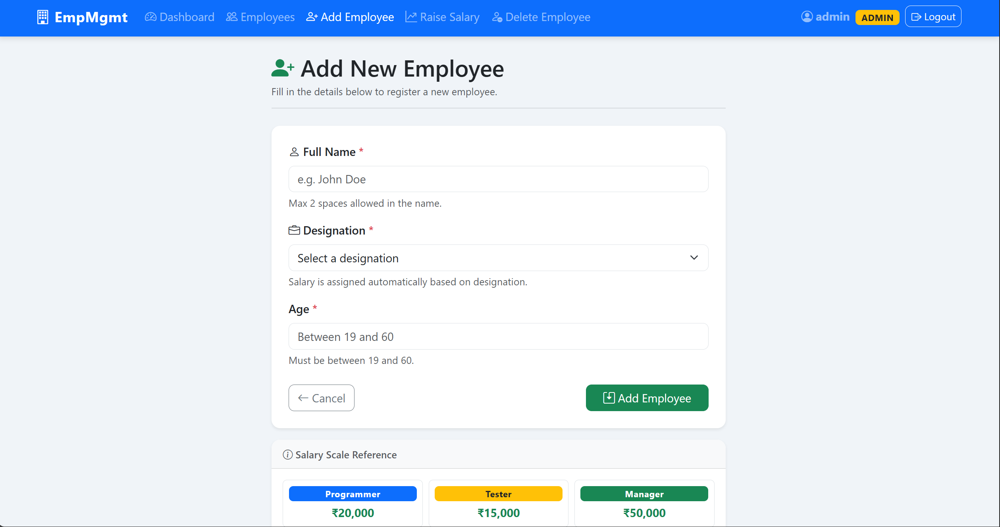 EmpMgmt Dashboard Employees Add Employee Raise Salary Delete Employee admin ADMIN Logout
Add New Employee
Fill in the details below to register a new employee.
Full Name *
e.g. John Doe
Max 2 spaces allowed in the name.
Designation *
Select a designation
Salary is assigned automatically based on designation.
Age *
Between 19 and 60
Must be between 19 and 60.
Cancel Add Employee
Salary Scale Reference
Programmer Tester Manager
₹20,000 ₹15,000 ₹50,000